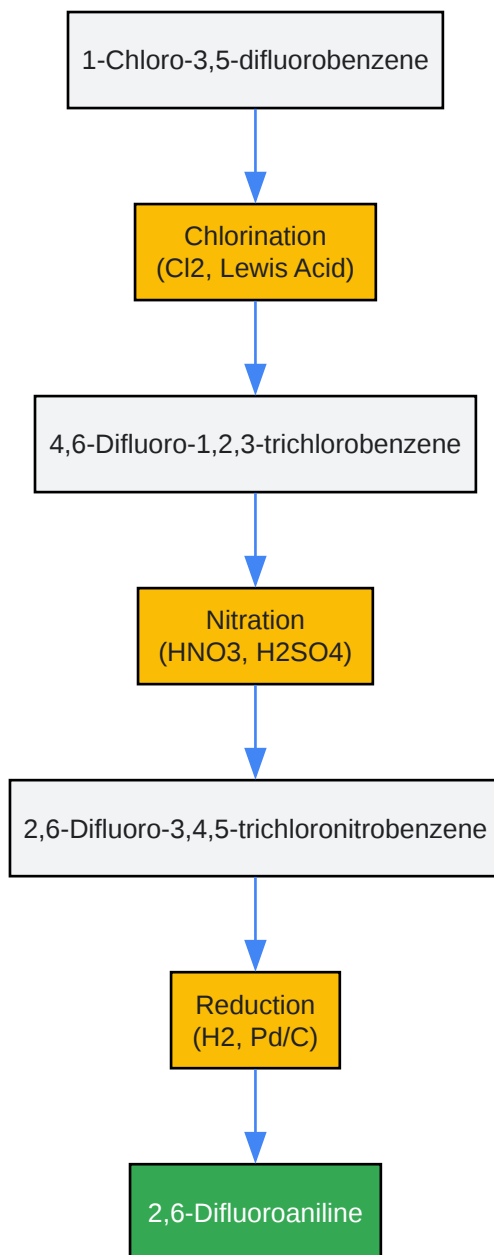 1-Chloro-3,5-difluorobenzene
Chlorination
(Cl2, Lewis Acid)
4,6-Difluoro-1,2,3-trichlorobenzene
Nitration
(HNO3, H2SO4)
2,6-Difluoro-3,4,5-trichloronitrobenzene
Reduction
(H2, Pd/C)
2,6-Difluoroaniline